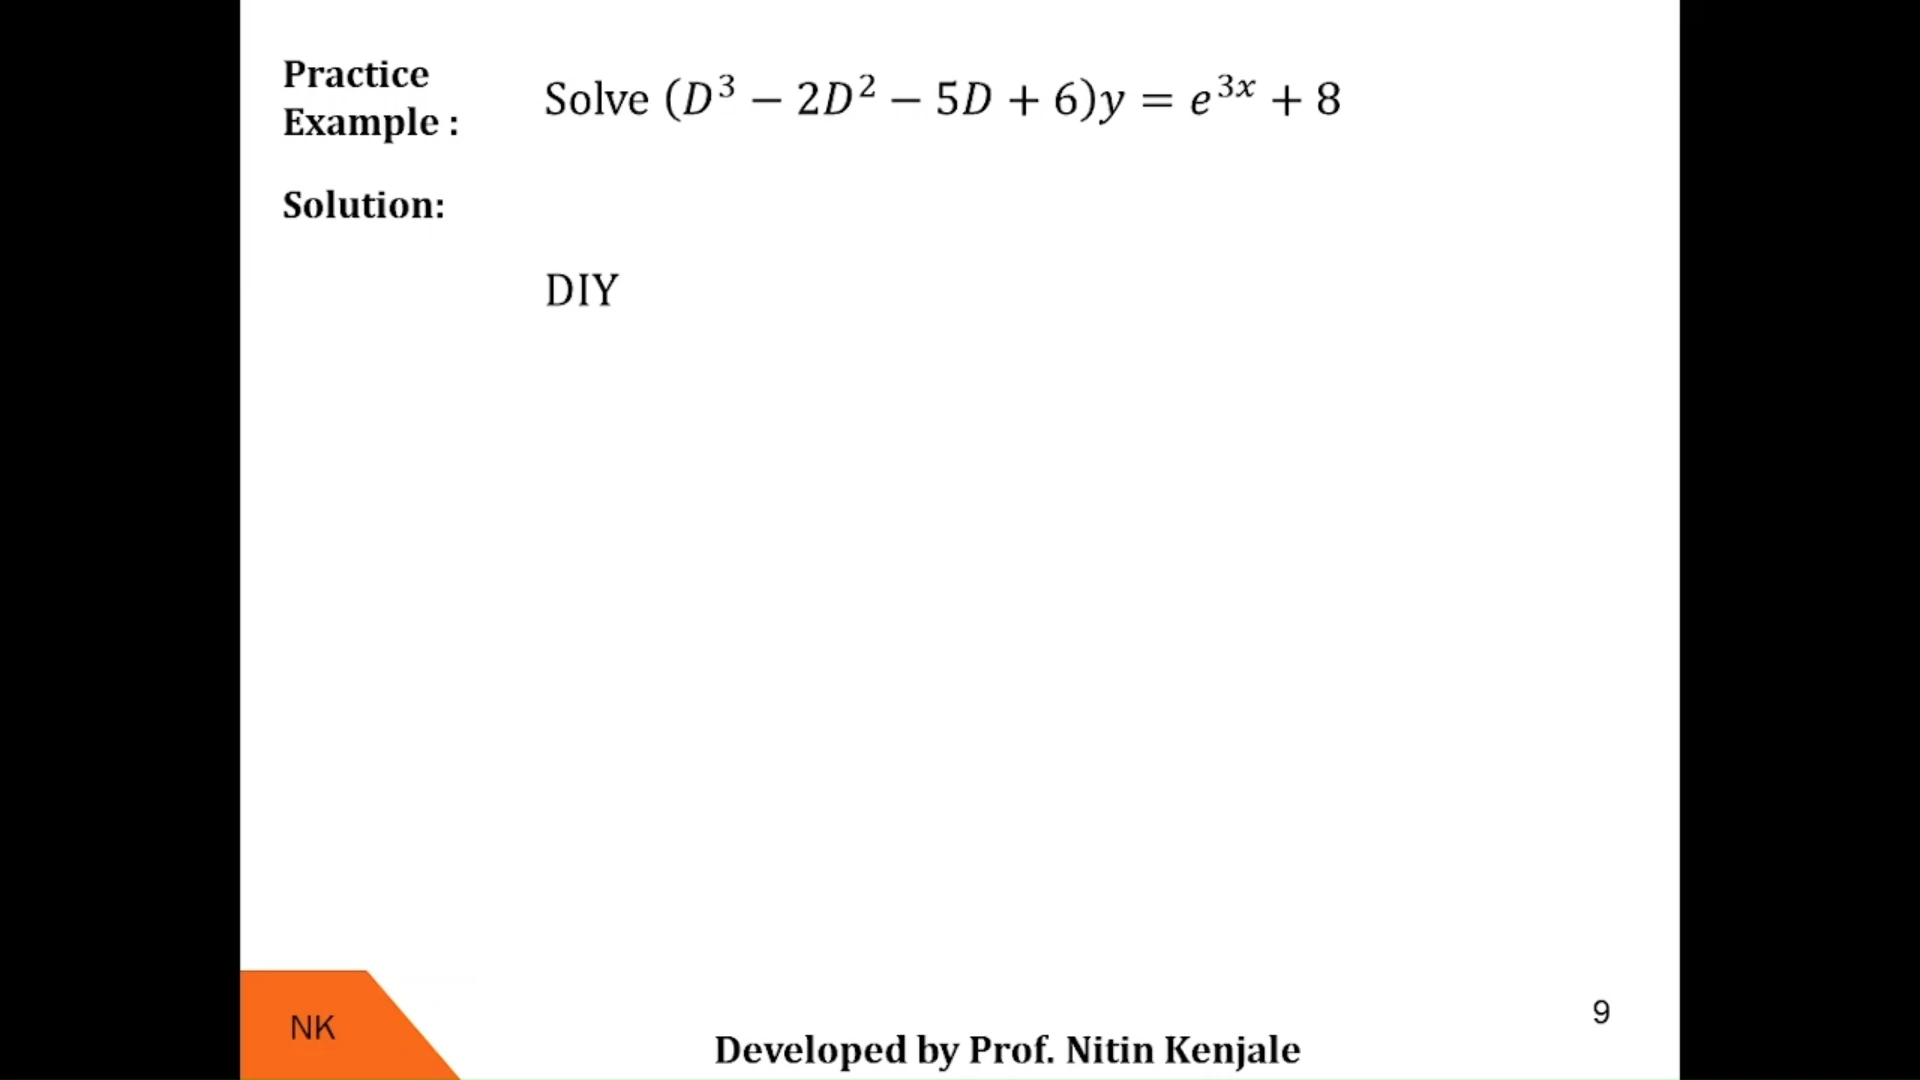 Practice
Example :
Solve (D³ − 2D² − 5D + 6)y = e³ˣ + 8
Solution:
DIY
NK
9
Developed by Prof. Nitin Kenjale